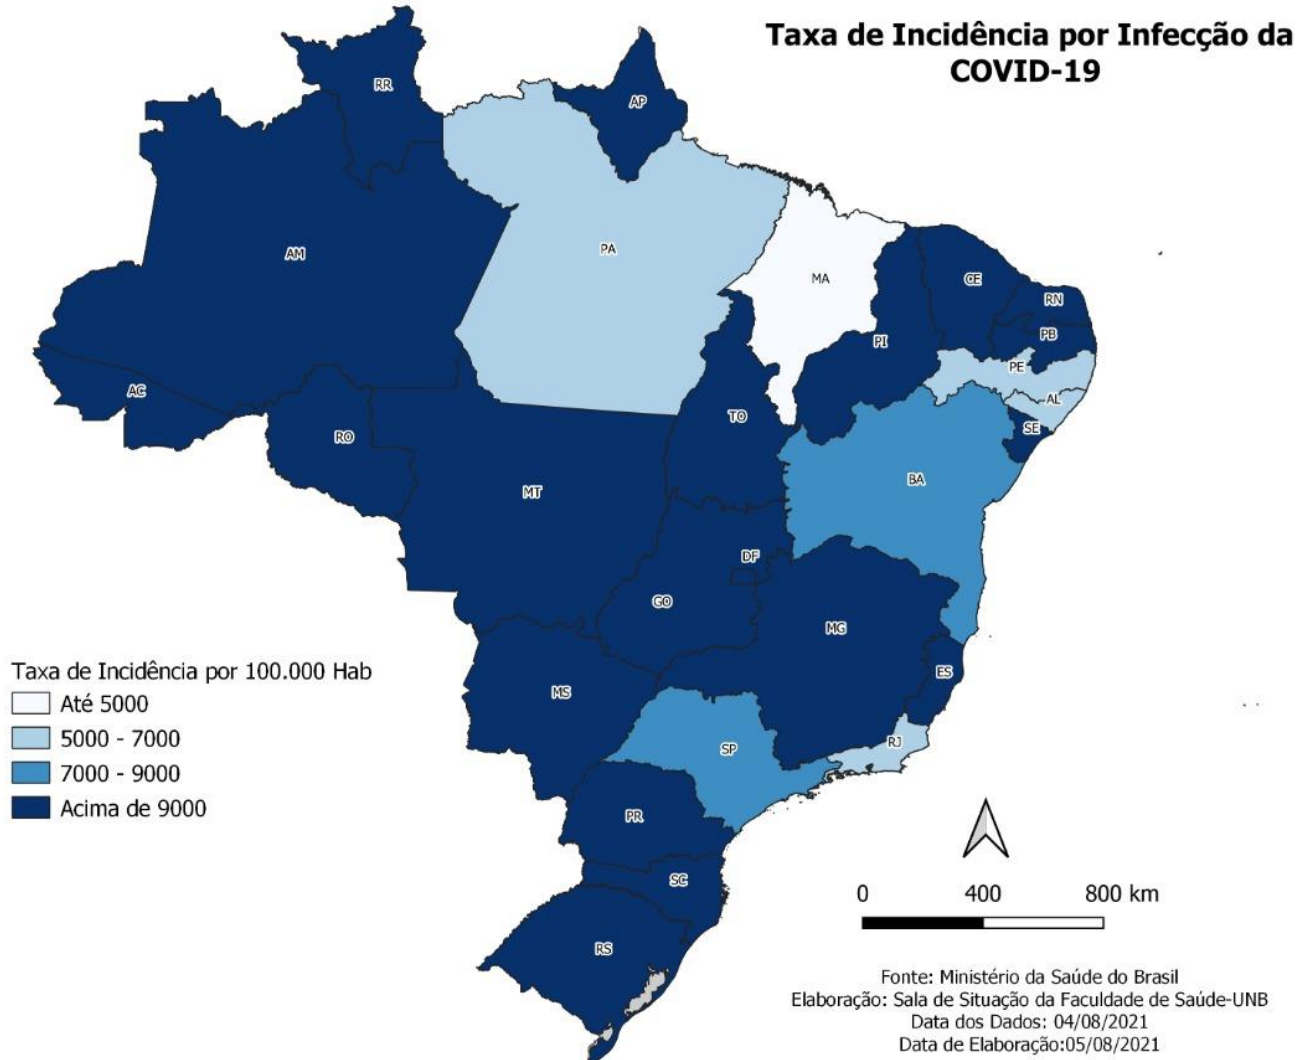 Taxa de Incidência por Infecção da
COVID-19
RR
AP
AM
PA
MA
CE
RN
PB
PI
PE
AL
SE
AC
TO
RO
BA
MT
DF
GO
MG
ES
MS
RJ
SP
PR
SC
RS
Taxa de Incidência por 100.000 Hab
Até 5000
5000 - 7000
7000 - 9000
Acima de 9000
0 400 800 km
Fonte: Ministério da Saúde do Brasil
Elaboração: Sala de Situação da Faculdade de Saúde-UNB
Data dos Dados: 04/08/2021
Data de Elaboração:05/08/2021